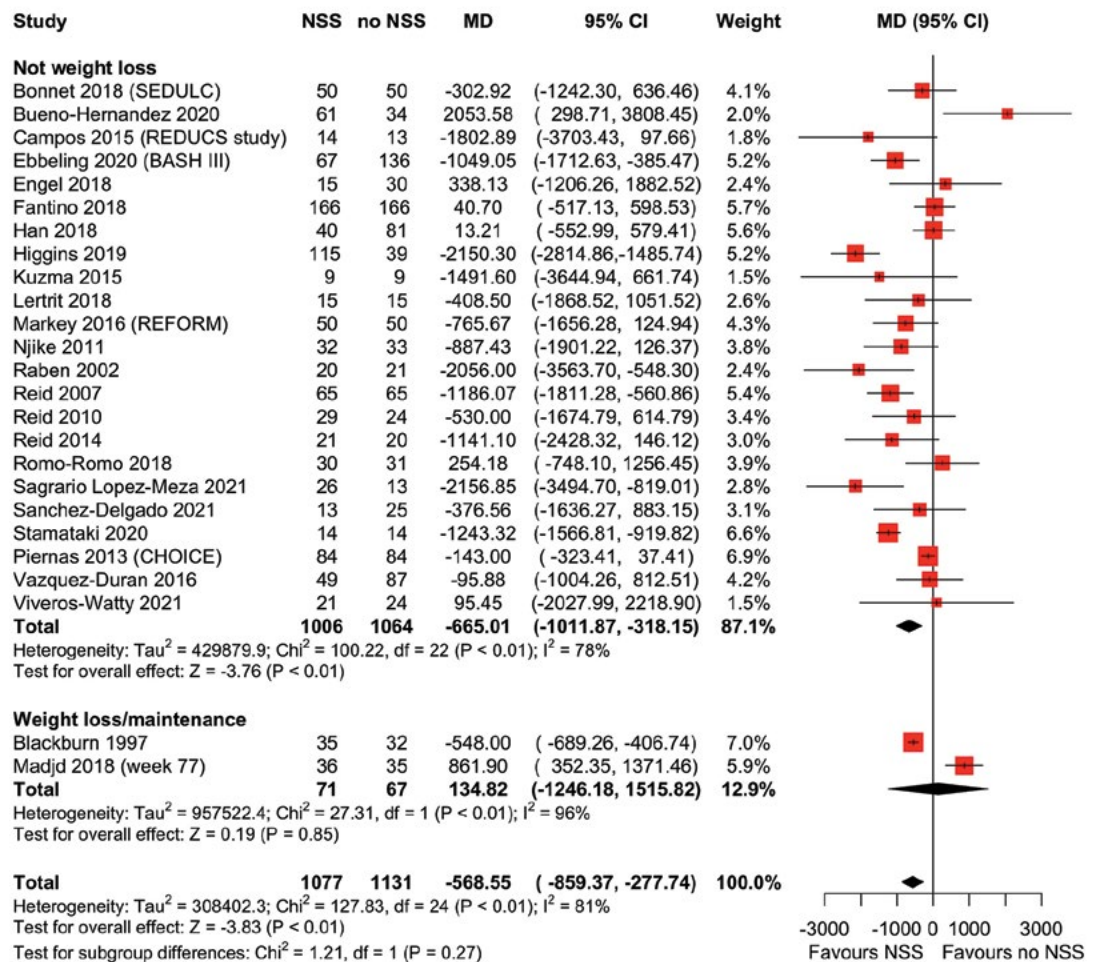 Study NSS no NSS MD 95% CI Weight MD (95% CI)
Not weight loss
Bonnet 2018 (SEDULC) 50 50 -302.92 (-1242.30, 636.46) 4.1%
Bueno-Hernandez 2020 61 34 2053.58 ( 298.71, 3808.45) 2.0%
Campos 2015 (REDUCS study) 14 13 -1802.89 (-3703.43, 97.66) 1.8%
Ebbeling 2020 (BASH III) 67 136 -1049.05 (-1712.63, -385.47) 5.2%
Engel 2018 15 30 338.13 (-1206.26, 1882.52) 2.4%
Fantino 2018 166 166 40.70 ( -517.13, 598.53) 5.7%
Han 2018 40 81 13.21 ( -552.99, 579.41) 5.6%
Higgins 2019 115 39 -2150.30 (-2814.86,-1485.74) 5.2%
Kuzma 2015 9 9 -1491.60 (-3644.94, 661.74) 1.5%
Lertrit 2018 15 15 -408.50 (-1868.52, 1051.52) 2.6%
Markey 2016 (REFORM) 50 50 -765.67 (-1656.28, 124.94) 4.3%
Njike 2011 32 33 -887.43 (-1901.22, 126.37) 3.8%
Raben 2002 20 21 -2056.00 (-3563.70, -548.30) 2.4%
Reid 2007 65 65 -1186.07 (-1811.28, -560.86) 5.2%
Reid 2010 29 24 -530.00 (-1674.79, 614.79) 3.4%
Reid 2014 21 20 -1141.10 (-2428.32, 146.12) 3.0%
Romo-Romo 2018 30 31 254.18 (-748.10, 1256.45) 3.9%
Sagrario Lopez-Meza 2021 26 13 -2156.85 (-3494.70, -819.01) 2.8%
Sanchez-Delgado 2021 13 25 -376.56 (-1636.27, 883.15) 3.1%
Stamataki 2020 14 14 -1243.32 (-1566.81, -919.82) 6.6%
Piernas 2013 (CHOICE) 84 84 -143.00 ( -323.41, 37.41) 6.9%
Vazquez-Duran 2016 49 87 -95.88 (-1004.26, 812.51) 4.2%
Viveros-Watty 2021 21 24 95.45 (-2027.99, 2218.90) 1.5%
Total 1006 1064 -665.01 (-1011.87, -318.15) 87.1%
Heterogeneity: Tau² = 429879.9; Chi² = 100.22, df = 22 (P < 0.01); I² = 78%
Test for overall effect: Z = -3.76 (P < 0.01)
Weight loss/maintenance
Blackburn 1997 35 32 -548.00 ( -689.26, -406.74) 7.0%
Madjd 2018 (week 77) 36 35 861.90 ( 352.35, 1371.46) 5.9%
Total 71 67 134.82 (-1246.18, 1515.82) 12.9%
Heterogeneity: Tau² = 957522.4; Chi² = 27.31, df = 1 (P < 0.01); I² = 96%
Test for overall effect: Z = 0.19 (P = 0.85)
Total 1077 1131 -568.55 ( -859.37, -277.74) 100.0%
Heterogeneity: Tau² = 308402.3; Chi² = 127.83, df = 24 (P < 0.01); I² = 81%
Test for overall effect: Z = -3.83 (P < 0.01)
Test for subgroup differences: Chi² = 1.21, df = 1 (P = 0.27)
-3000 -1000 0 1000 3000
Favours NSS Favours no NSS